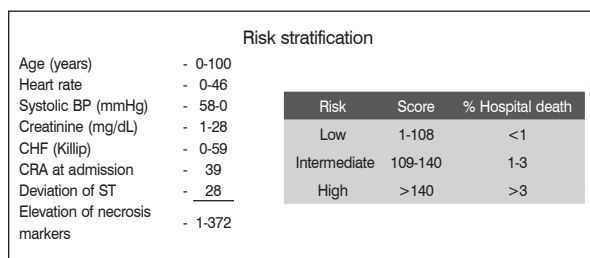 Risk stratification
Age (years) - 0-100
Heart rate - 0-46
Systolic BP (mmHg) - 58-0
Creatinine (mg/dL) - 1-28
CHF (Killip) - 0-59
CRA at admission - 39
Deviation of ST - 28
Elevation of necrosis
markers - 1-372
Risk Score % Hospital death
Low 1-108 <1
Intermediate 109-140 1-3
High >140 >3